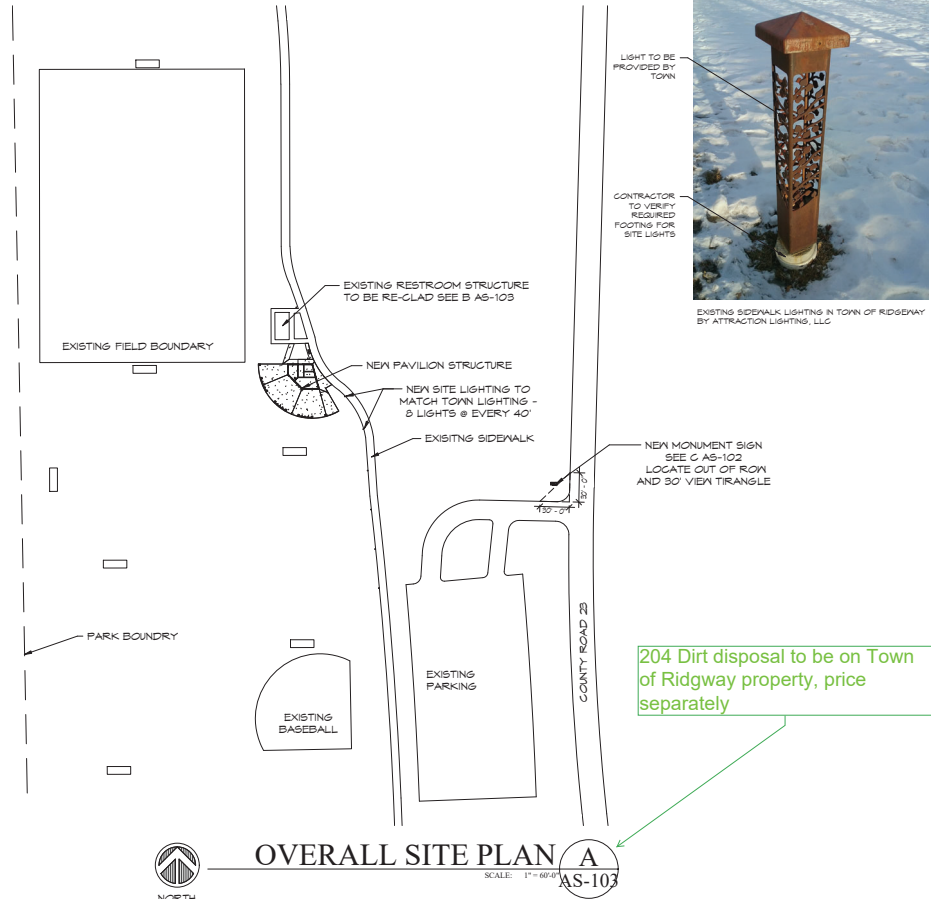 LIGHT TO BE
PROVIDED BY
TOWN
CONTRACTOR
TO VERIFY
REQUIRED
FOOTING FOR
SITE LIGHTS
EXISTING SIDEWALK LIGHTING IN TOWN OF RIDGEWAY
BY ATTRACTION LIGHTING, LLC
EXISTING RESTROOM STRUCTURE
TO BE RE-CLAD SEE B AS-103
EXISTING FIELD BOUNDARY
NEW PAVILION STRUCTURE
NEW SITE LIGHTING TO
MATCH TOWN LIGHTING -
8 LIGHTS @ EVERY 40'
EXISITNG SIDEWALK
NEW MONUMENT SIGN
SEE C AS-102
LOCATE OUT OF ROW
AND 30' VIEW TIRANGLE
30' - 0"
30' - 0"
PARK BOUNDRY
COUNTY ROAD 23
EXISTING
PARKING
EXISTING
BASEBALL
204 Dirt disposal to be on Town
of Ridgway property, price
separately
OVERALL SITE PLAN
SCALE: 1" = 60'-0"
A
AS-103
NORTH